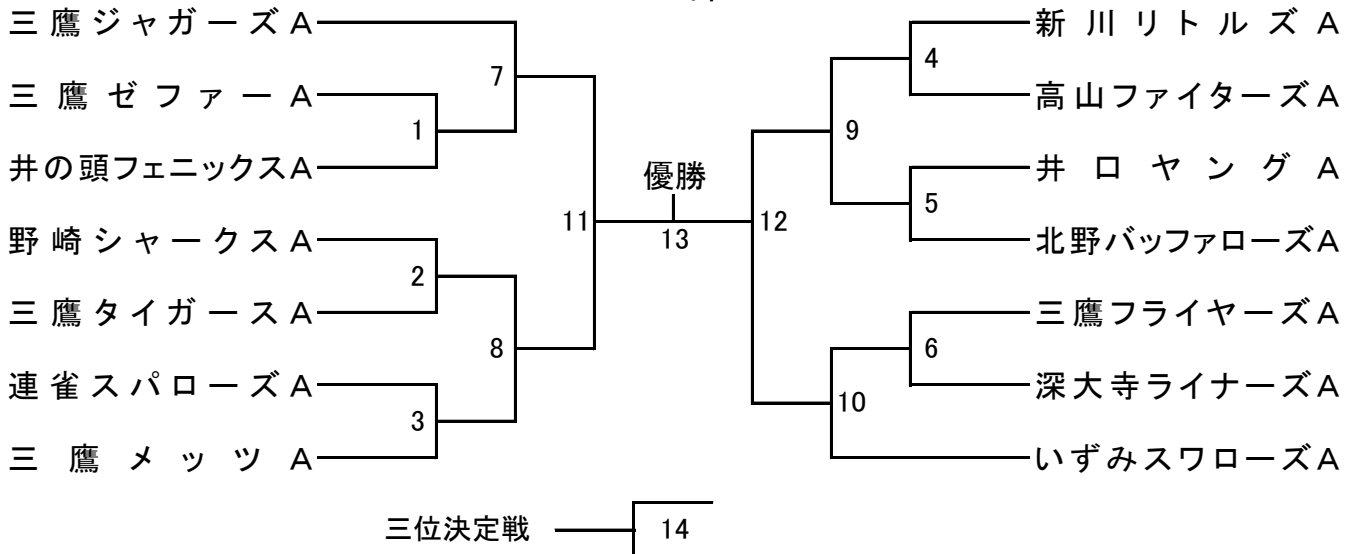 三鷹ジャガーズA
三鷹ゼファーA
井の頭フェニックスA
野崎シャークスA
三鷹タイガースA
連雀スパローズA
三鷹メッツA
7
1
2
8
3
11
優勝
13
12
4
9
5
6
10
新川リトルズA
高山ファイターズA
井口ヤングA
北野バッファローズA
三鷹フライヤーズA
深大寺ライナーズA
いずみスワローズA
三位決定戦 14